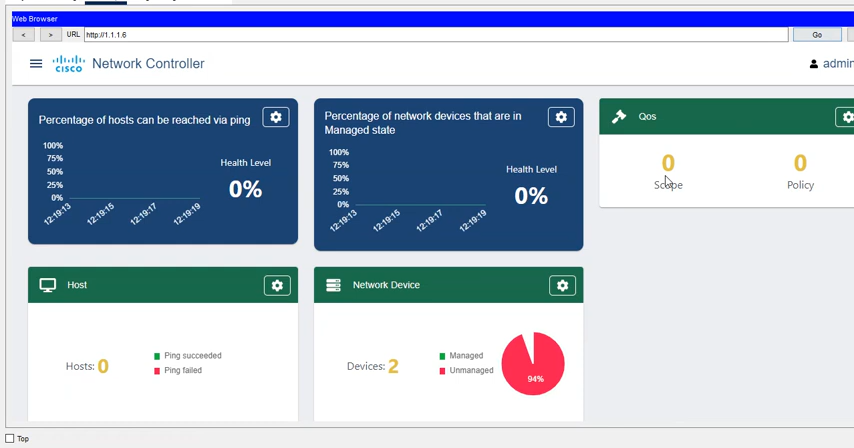 Web Browser
< > URL http://1.1.1.6 Go
CISCO Network Controller admin
Percentage of hosts can be reached via ping
100%
75%
50%
25%
0%
12:19:13 12:19:15 12:19:17 12:19:19
Health Level
0%
Percentage of network devices that are in
Managed state
100%
75%
50%
25%
0%
12:19:13 12:19:15 12:19:17 12:19:19
Health Level
0%
Qos
0 0
Scope Policy
Host
Hosts: 0
Ping succeeded
Ping failed
Network Device
Devices: 2
Managed
Unmanaged
94%
Top